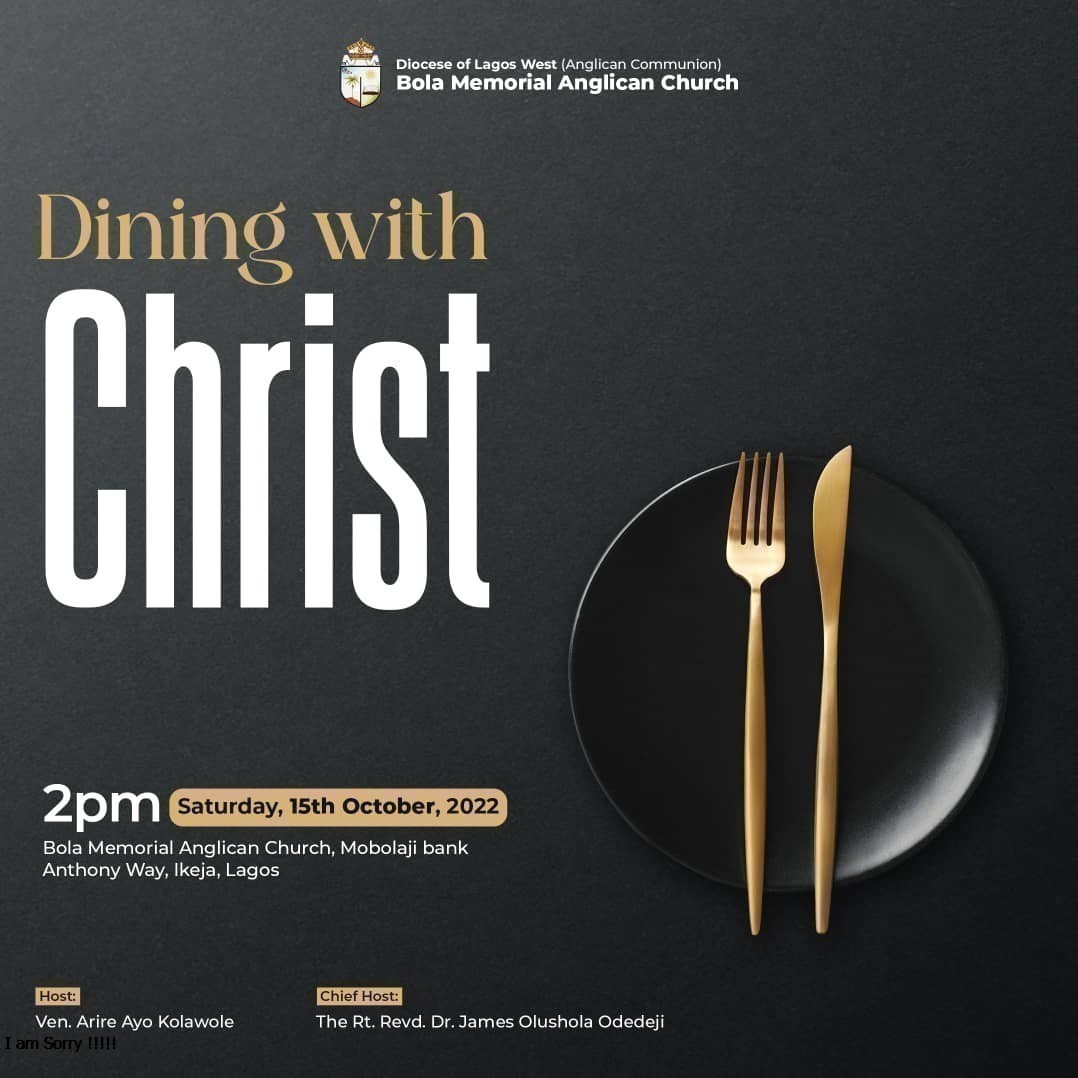 Diocese of Lagos West (Anglican Communion)
Bola Memorial Anglican Church
Dining with
Christ
2pm Saturday, 15th October, 2022
Bola Memorial Anglican Church, Mobolaji bank
Anthony Way, Ikeja, Lagos
Host:
Ven. Arire Ayo Kolawole
Chief Host:
The Rt. Revd. Dr. James Olushola Odedeji
I am Sorry !!!!!